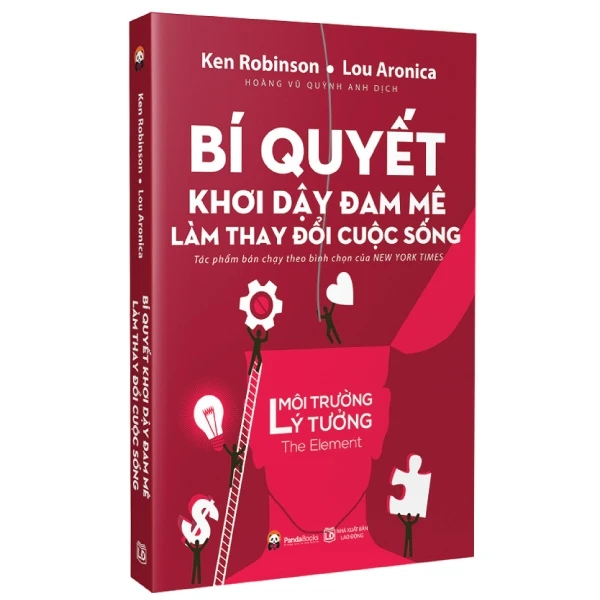 Ken Robinson • Lou Aronica
HOÀNG VŨ QUỲNH ANH DỊCH
BÍ QUYẾT
KHƠI DẬY ĐAM MÊ
LÀM THAY ĐỔI CUỘC SỐNG
Tác phẩm bán chạy theo bình chọn của NEW YORK TIMES
MÔI TRƯỜNG
LÝ TƯỞNG
The Element
PandaBooks
NHÀ XUẤT BẢN
LAO ĐỘNG
Ken Robinson • Lou Aronica
BÍ QUYẾT KHƠI DẬY ĐAM MÊ
LÀM THAY ĐỔI CUỘC SỐNG